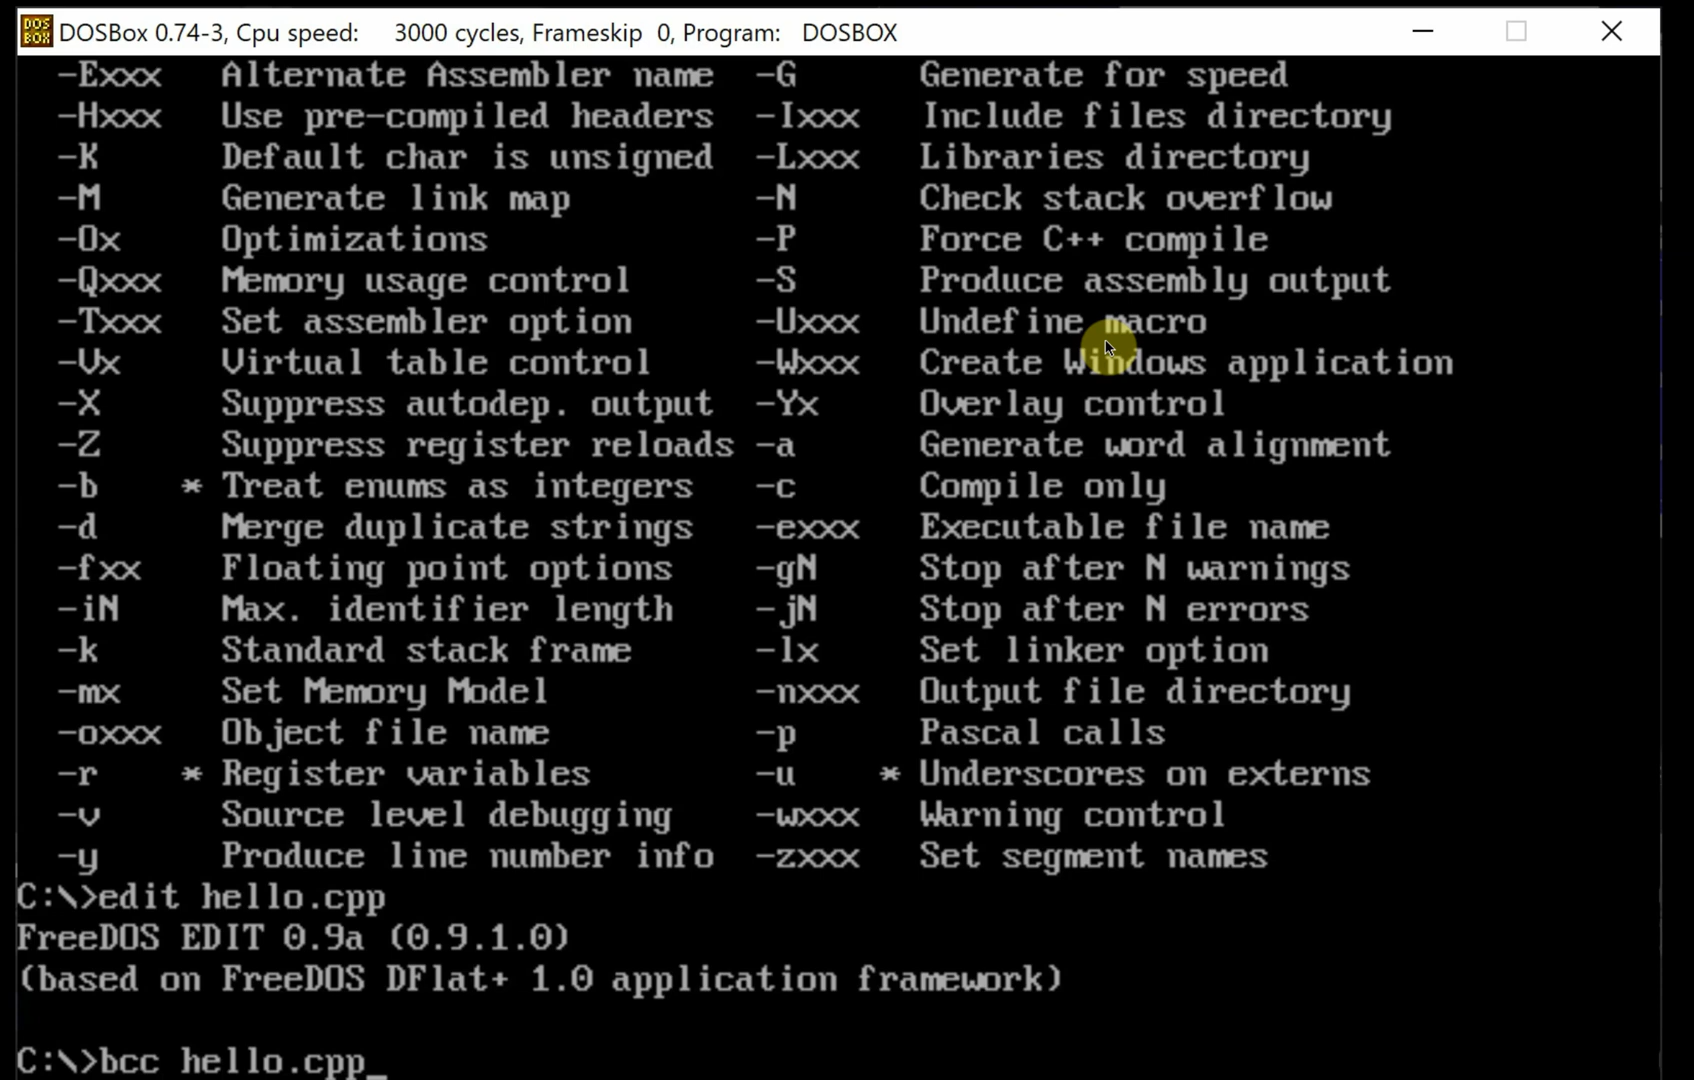 DOS BOX DOSBox 0.74-3, Cpu speed: 3000 cycles, Frameskip 0, Program: DOSBOX
-Exxx Alternate Assembler name -G Generate for speed
-Hxxx Use pre-compiled headers -Ixxx Include files directory
-K Default char is unsigned -Lxxx Libraries directory
-M Generate link map -N Check stack overflow
-Ox Optimizations -P Force C++ compile
-Qxxx Memory usage control -S Produce assembly output
-Txxx Set assembler option -Uxxx Undefine macro
-Vx Virtual table control -Wxxx Create Windows application
-X Suppress autodep. output -Yx Overlay control
-Z Suppress register reloads -a Generate word alignment
-b * Treat enums as integers -c Compile only
-d Merge duplicate strings -exxx Executable file name
-fxx Floating point options -gN Stop after N warnings
-iN Max. identifier length -jN Stop after N errors
-k Standard stack frame -lx Set linker option
-mx Set Memory Model -nxxx Output file directory
-oxxx Object file name -p Pascal calls
-r * Register variables -u * Underscores on externs
-v Source level debugging -wxxx Warning control
-y Produce line number info -zxxx Set segment names
C:\>edit hello.cpp
FreeDOS EDIT 0.9a (0.9.1.0)
(based on FreeDOS DFlat+ 1.0 application framework)
C:\>bcc hello.cpp_